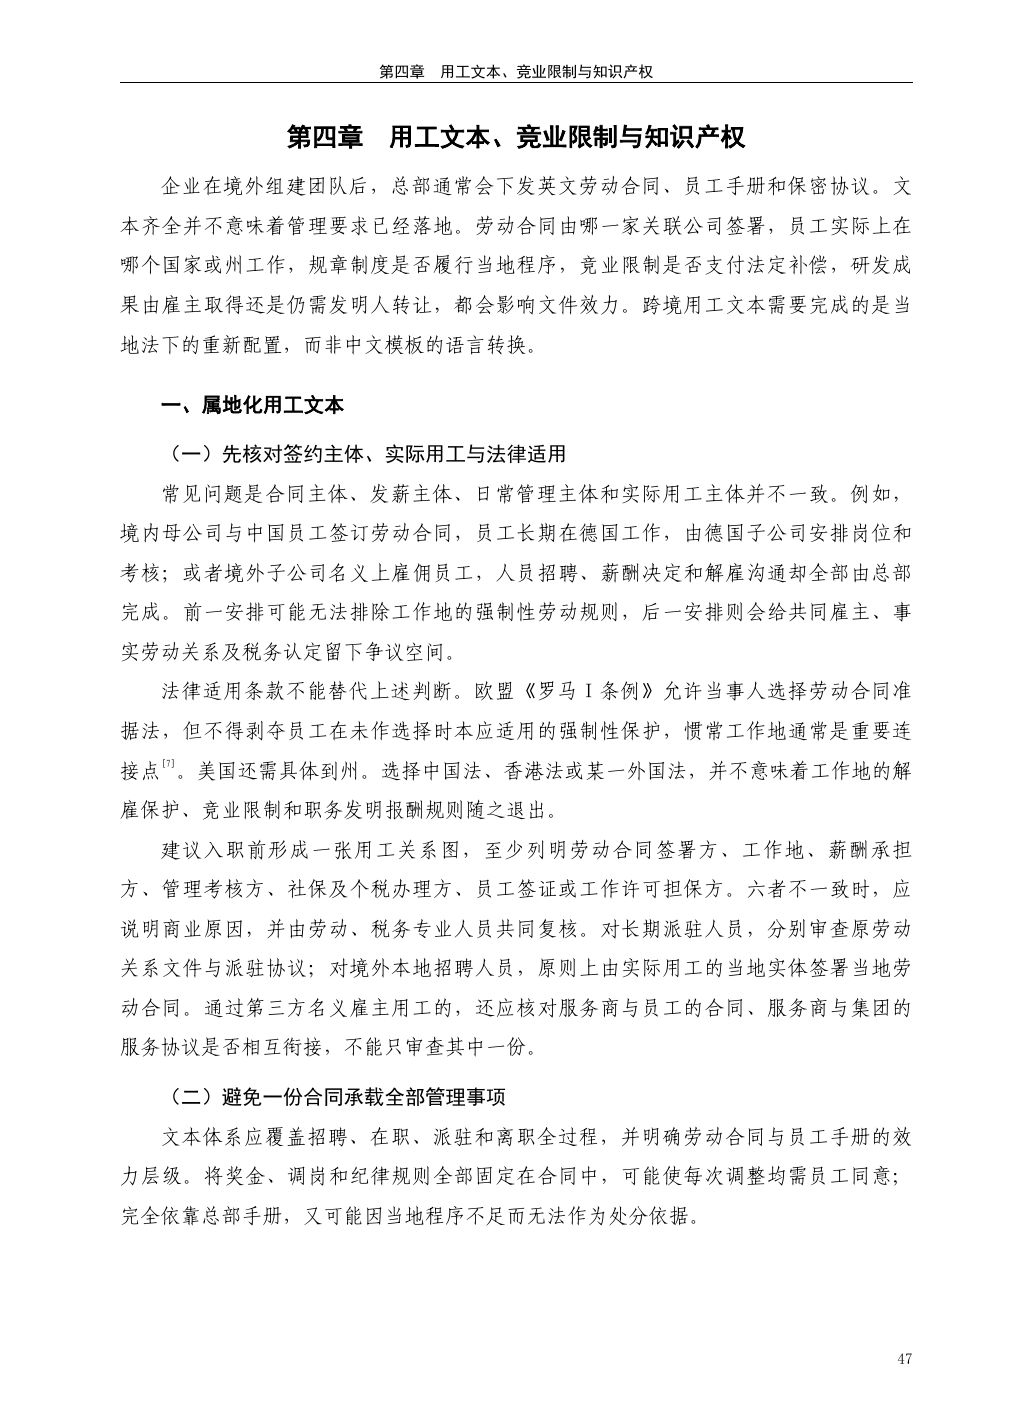 第四章　用工文本、竞业限制与知识产权
第四章　用工文本、竞业限制与知识产权
企业在境外组建团队后，总部通常会下发英文劳动合同、员工手册和保密协议。文
本齐全并不意味着管理要求已经落地。劳动合同由哪一家关联公司签署，员工实际上在
哪个国家或州工作，规章制度是否履行当地程序，竞业限制是否支付法定补偿，研发成
果由雇主取得还是仍需发明人转让，都会影响文件效力。跨境用工文本需要完成的是当
地法下的重新配置，而非中文模板的语言转换。
一、属地化用工文本
（一）先核对签约主体、实际用工与法律适用
常见问题是合同主体、发薪主体、日常管理主体和实际用工主体并不一致。例如，
境内母公司与中国员工签订劳动合同，员工长期在德国工作，由德国子公司安排岗位和
考核；或者境外子公司名义上雇佣员工，人员招聘、薪酬决定和解雇沟通却全部由总部
完成。前一安排可能无法排除工作地的强制性劳动规则，后一安排则会给共同雇主、事
实劳动关系及税务认定留下争议空间。
法律适用条款不能替代上述判断。欧盟《罗马Ⅰ条例》允许当事人选择劳动合同准
据法，但不得剥夺员工在未作选择时本应适用的强制性保护，惯常工作地通常是重要连
接点[7]。美国还需具体到州。选择中国法、香港法或某一外国法，并不意味着工作地的解
雇保护、竞业限制和职务发明报酬规则随之退出。
建议入职前形成一张用工关系图，至少列明劳动合同签署方、工作地、薪酬承担
方、管理考核方、社保及个税办理方、员工签证或工作许可担保方。六者不一致时，应
说明商业原因，并由劳动、税务专业人员共同复核。对长期派驻人员，分别审查原劳动
关系文件与派驻协议；对境外本地招聘人员，原则上由实际用工的当地实体签署当地劳
动合同。通过第三方名义雇主用工的，还应核对服务商与员工的合同、服务商与集团的
服务协议是否相互衔接，不能只审查其中一份。
（二）避免一份合同承载全部管理事项
文本体系应覆盖招聘、在职、派驻和离职全过程，并明确劳动合同与员工手册的效
力层级。将奖金、调岗和纪律规则全部固定在合同中，可能使每次调整均需员工同意；
完全依靠总部手册，又可能因当地程序不足而无法作为处分依据。
47